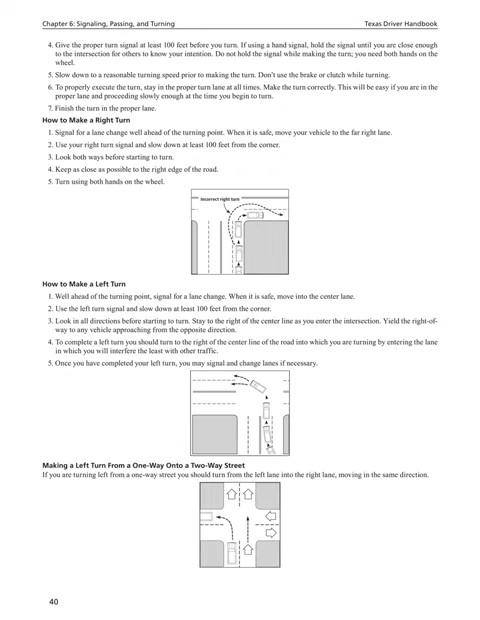 Chapter 6: Signaling, Passing, and Turning
Texas Driver Handbook
4. Give the proper turn signal at least 100 feet before you turn. If using a hand signal, hold the signal until you are close enough
to the intersection for others to know your intention. Do not hold the signal while making the turn; you need both hands on the
wheel.
5. Slow down to a reasonable turning speed prior to making the turn. Don't use the brake or clutch while turning.
6. To properly execute the turn, stay in the proper turn lane at all times. Make the turn correctly. This will be easy if you are in the
proper lane and proceeding slowly enough at the time you begin to turn.
7. Finish the turn in the proper lane.
How to Make a Right Turn
1. Signal for a lane change well ahead of the turning point. When it is safe, move your vehicle to the far right lane.
2. Use your right turn signal and slow down at least 100 feet from the corner.
3. Look both ways before starting to turn.
4. Keep as close as possible to the right edge of the road.
5. Turn using both hands on the wheel.
Incorrect right turn
How to Make a Left Turn
1. Well ahead of the turning point, signal for a lane change. When it is safe, move into the center lane.
2. Use the left turn signal and slow down at least 100 feet from the corner.
3. Look in all directions before starting to turn. Stay to the right of the center line as you enter the intersection. Yield the right-of-
way to any vehicle approaching from the opposite direction.
4. To complete a left turn you should turn to the right of the center line of the road into which you are turning by entering the lane
in which you will interfere the least with other traffic.
5. Once you have completed your left turn, you may signal and change lanes if necessary.
Making a Left Turn From a One-Way Onto a Two-Way Street
If you are turning left from a one-way street you should turn from the left lane into the right lane, moving in the same direction.
40